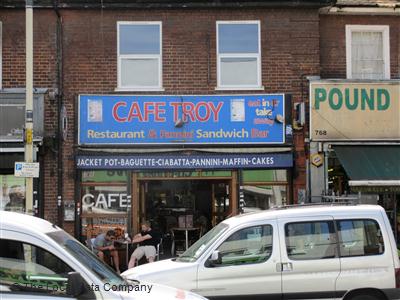 CAFE TROY
eat in or
take
away
Restaurant & Pannini Sandwich Bar
JACKET POT-BAGUETTE-CIABATTA-PANNINI-MAFFIN-CAKES
CAFE
POUND
768
© The Local Data Company